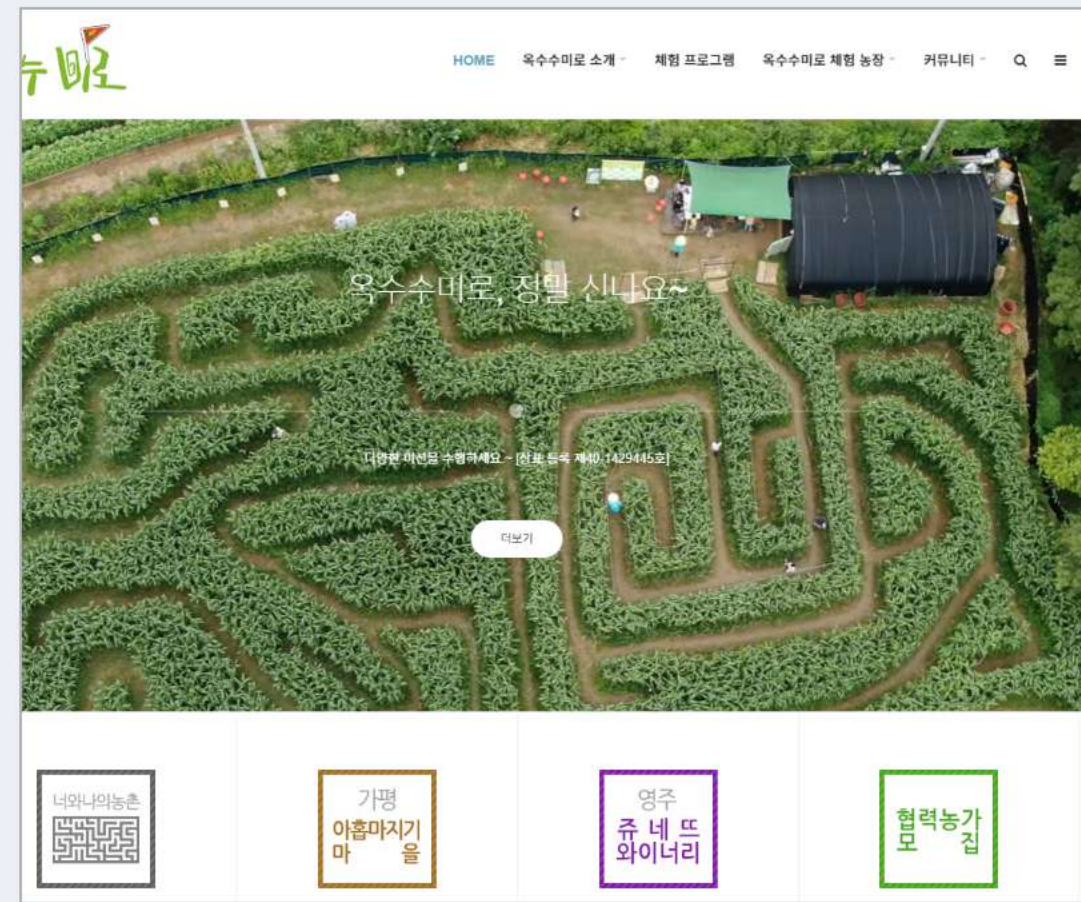 수미로
HOME 옥수수미로 소개 체험 프로그램 옥수수미로 체험 농장 커뮤니티
옥수수미로, 정말 신나요~
다양한 미션을 수행하세요.~ [상표 등록 제40-1429445호]
더보기
너와나의농촌
가평
아홉마지기
마을
영주
쥬네뜨
와이너리
협력농가
모집